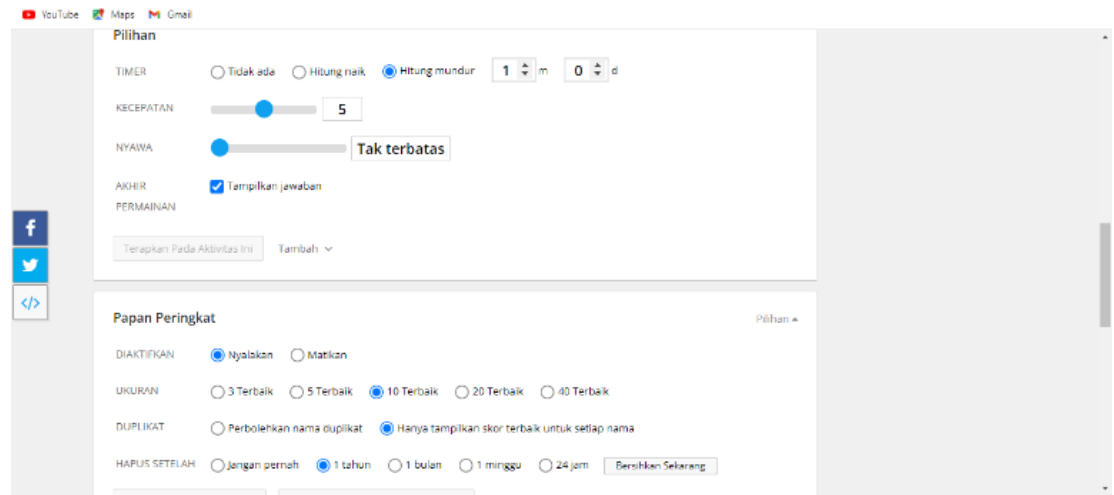 YouTube Maps Gmail
Pilihan
TIMER Tidak ada Hitung naik Hitung mundur 1 m 0 d
KECEPATAN 5
NYAWA Tak terbatas
AKHIR PERMAINAN Tampilkan jawaban
Terapkan Pada Aktivitas Ini Tambah
f
</>
Papan Peringkat Pilihan
DIAKTIFKAN Nyalakan Matikan
UKURAN 3 Terbaik 5 Terbaik 10 Terbaik 20 Terbaik 40 Terbaik
DUPLIKAT Perbolehkan nama duplikat Hanya tampilkan skor terbaik untuk setiap nama
HAPUS SETELAH Jangan pernah 1 tahun 1 bulan 1 minggu 24 jam Bersihkan Sekarang